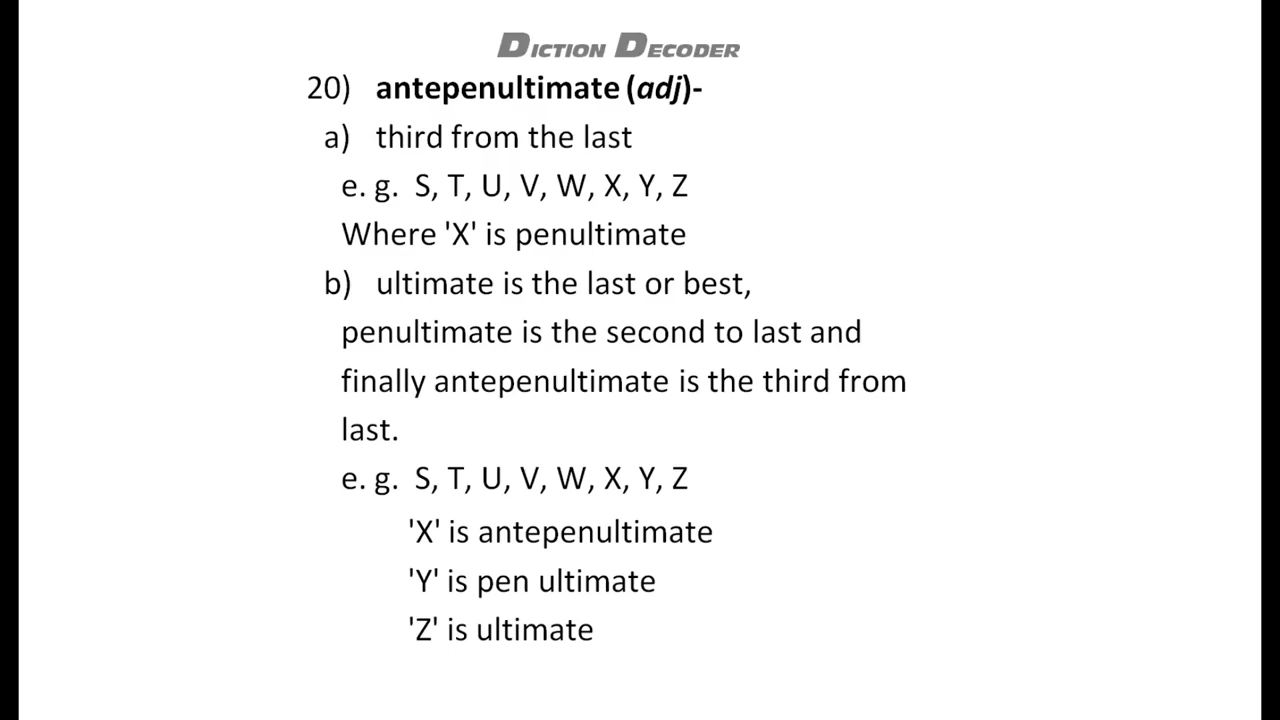 DICTION DECODER
20) antepenultimate (adj)-
a) third from the last
e. g. S, T, U, V, W, X, Y, Z
Where 'X' is penultimate
b) ultimate is the last or best,
penultimate is the second to last and
finally antepenultimate is the third from
last.
e. g. S, T, U, V, W, X, Y, Z
'X' is antepenultimate
'Y' is pen ultimate
'Z' is ultimate